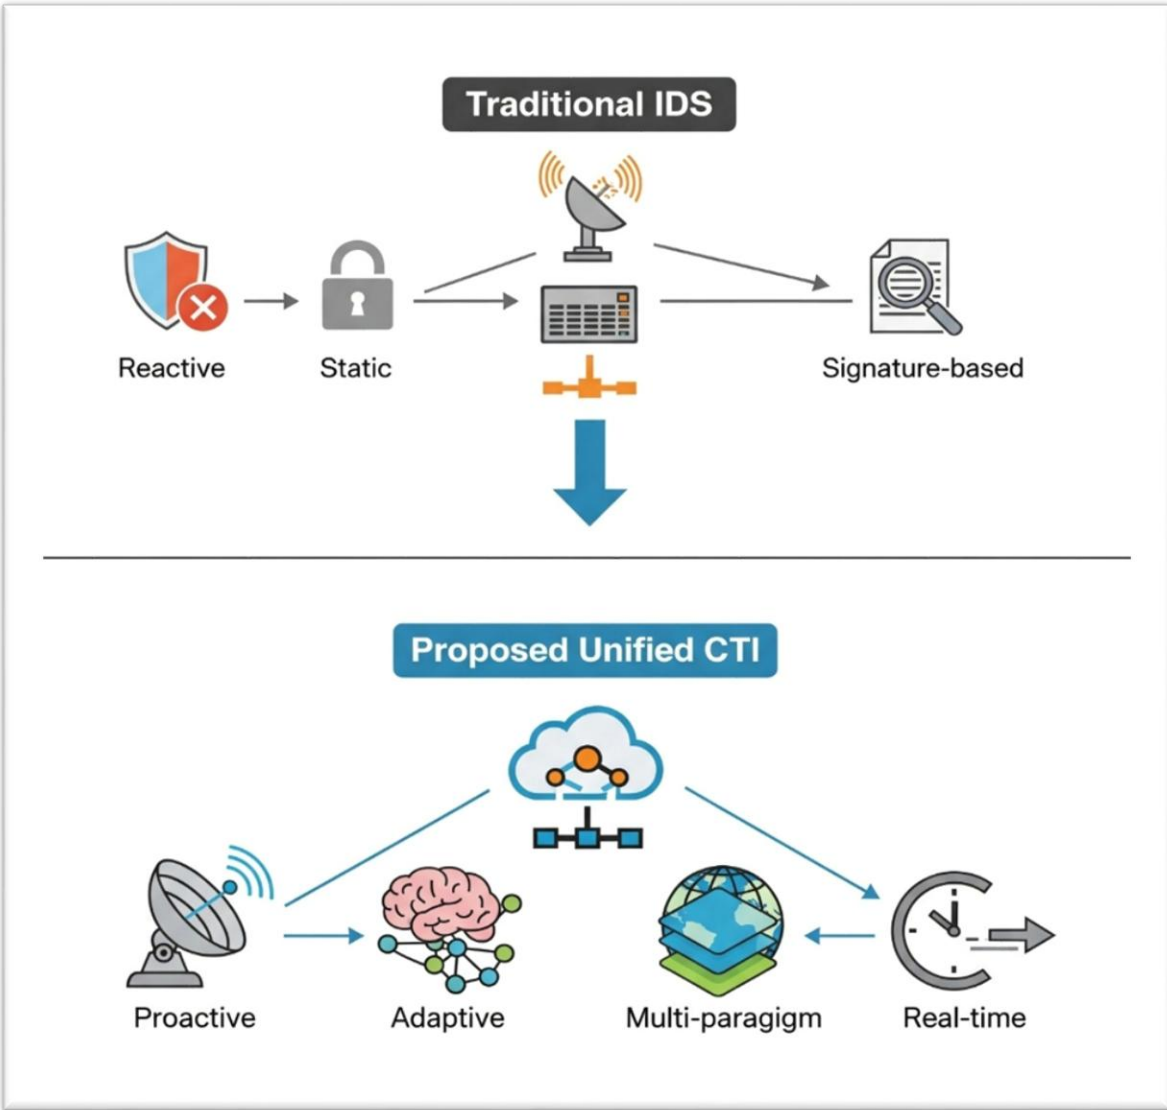 Traditional IDS
Reactive
Static
Signature-based
Proposed Unified CTI
Proactive
Adaptive
Multi-paragigm
Real-time